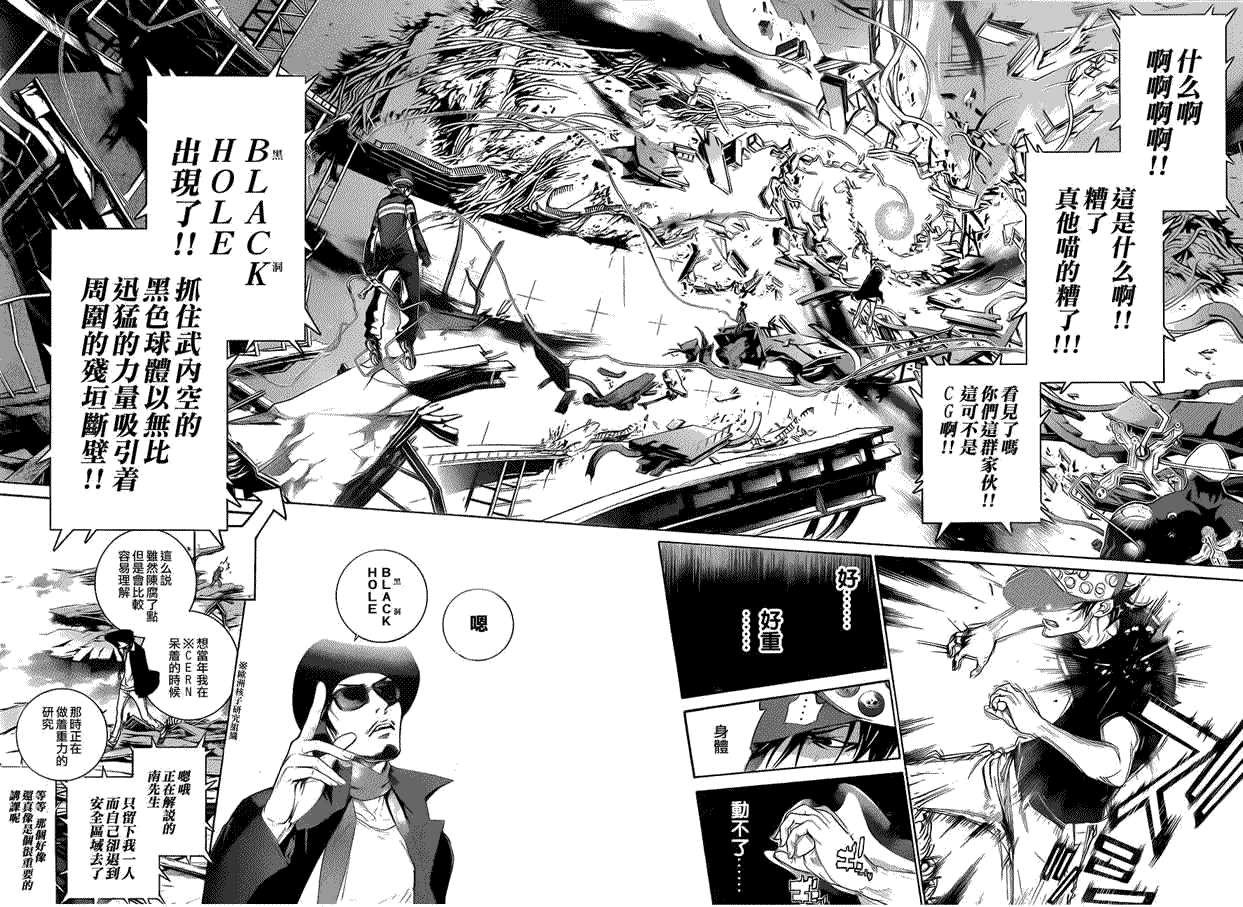 什么啊
啊啊啊啊!!
這是什么啊!!
糟了
真他喵的糟了!!!
看見了嗎
你們這群家伙!!
這可不是
CG啊!!
BLACK
黑洞
HOLE
出現了!!
抓住武内空的
黑色球體以無比
迅猛的力量吸引着
周圍的殘垣斷壁!!
好……
好重
……
身體
動不了……
嗯
BLACK
黑洞
HOLE
※歐洲核子研究組織
這么說
雖然陳腐了點
但是會比較
容易理解
想當年我在
※CERN
呆着的時候
那時正在
做着重力的
研究
嗯哦
正在解說的
南先生
只留下我一人
而自己卻退到
安全區域去了
等等 那個好像
還真像是個很重要的
講課呢